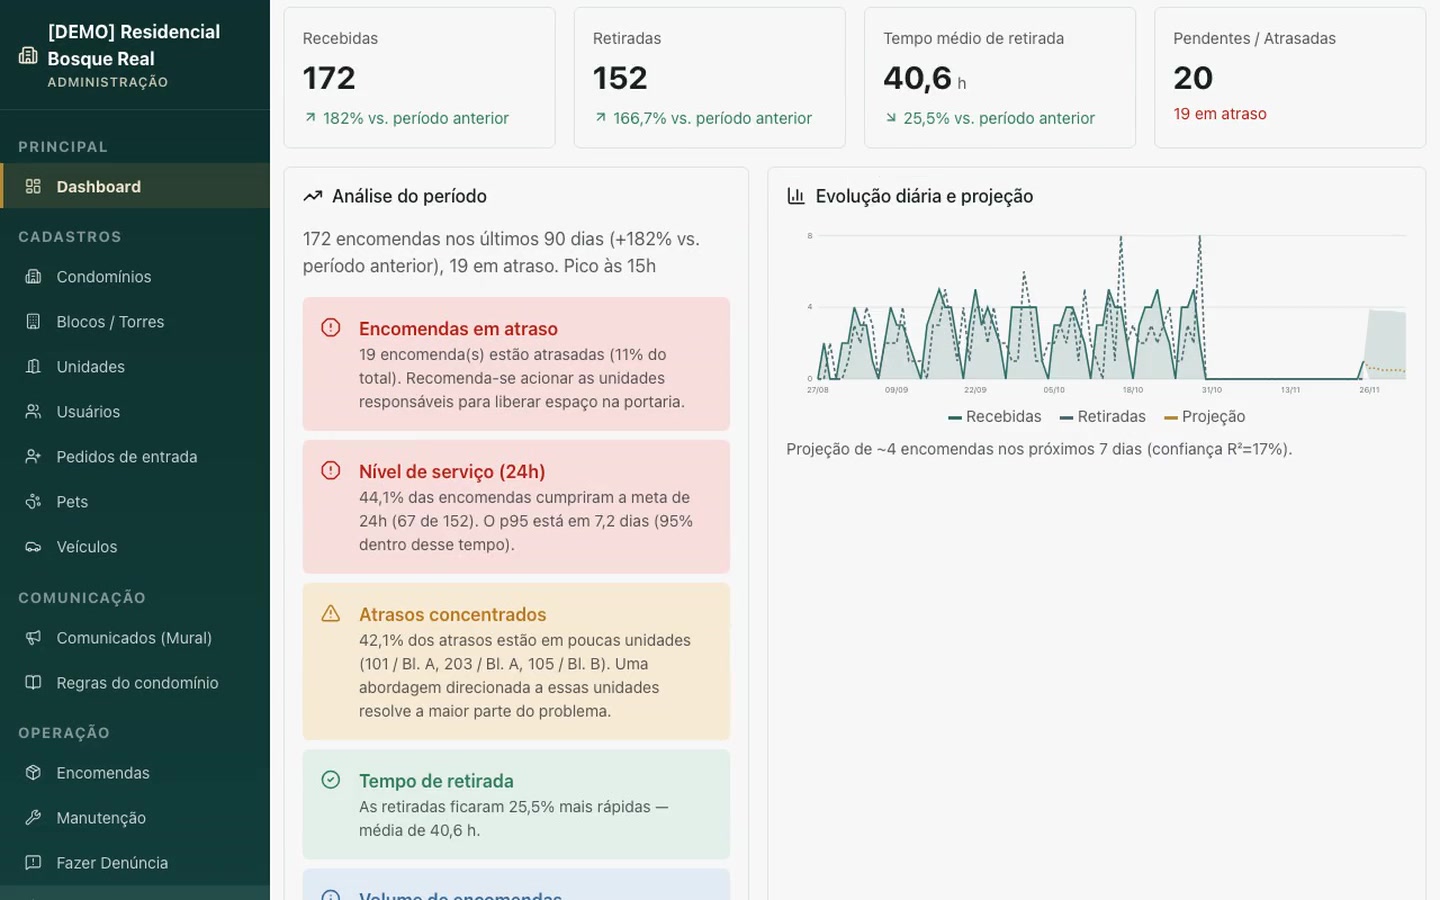 [DEMO] Residencial
Bosque Real
ADMINISTRAÇÃO
PRINCIPAL
Dashboard
CADASTROS
Condomínios
Blocos / Torres
Unidades
Usuários
Pedidos de entrada
Pets
Veículos
COMUNICAÇÃO
Comunicados (Mural)
Regras do condomínio
OPERAÇÃO
Encomendas
Manutenção
Fazer Denúncia
Recebidas
172
182% vs. período anterior
Retiradas
152
166,7% vs. período anterior
Tempo médio de retirada
40,6 h
25,5% vs. período anterior
Pendentes / Atrasadas
20
19 em atraso
Análise do período
172 encomendas nos últimos 90 dias (+182% vs.
período anterior), 19 em atraso. Pico às 15h
Encomendas em atraso
19 encomenda(s) estão atrasadas (11% do
total). Recomenda-se acionar as unidades
responsáveis para liberar espaço na portaria.
Nível de serviço (24h)
44,1% das encomendas cumpriram a meta de
24h (67 de 152). O p95 está em 7,2 dias (95%
dentro desse tempo).
Atrasos concentrados
42,1% dos atrasos estão em poucas unidades
(101 / Bl. A, 203 / Bl. A, 105 / Bl. B). Uma
abordagem direcionada a essas unidades
resolve a maior parte do problema.
Tempo de retirada
As retiradas ficaram 25,5% mais rápidas —
média de 40,6 h.
Volume de encomendas
Evolução diária e projeção
8
4
0
27/08 09/09 22/09 05/10 18/10 31/10 13/11 26/11
Recebidas Retiradas Projeção
Projeção de ~4 encomendas nos próximos 7 dias (confiança R²=17%).